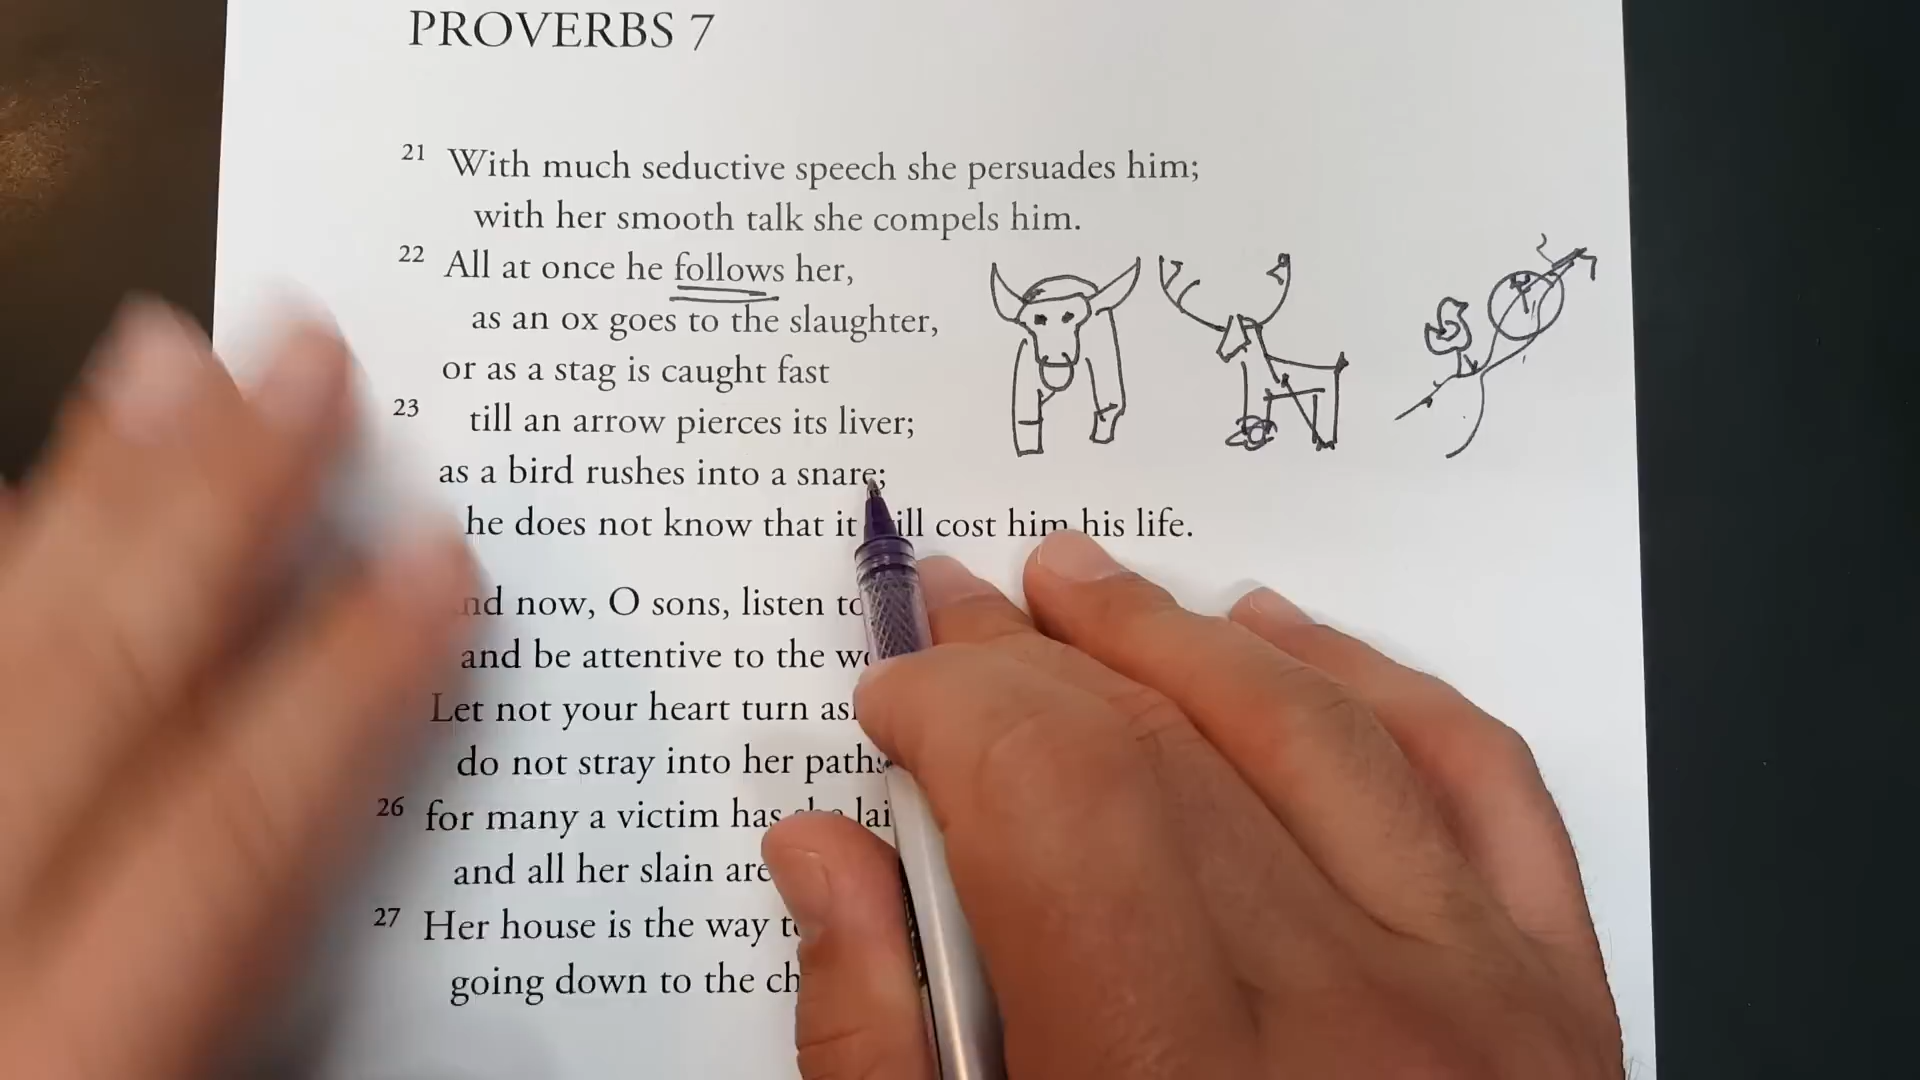 PROVERBS 7
21 With much seductive speech she persuades him;
with her smooth talk she compels him.
22 All at once he follows her,
as an ox goes to the slaughter,
or as a stag is caught fast
23 till an arrow pierces its liver;
as a bird rushes into a snare;
he does not know that it will cost him his life.
now, O sons, listen to
and be attentive to the
Let not your heart turn
do not stray into her paths
26 for many a victim has she
and all her slain are
27 Her house is the way
going down to the